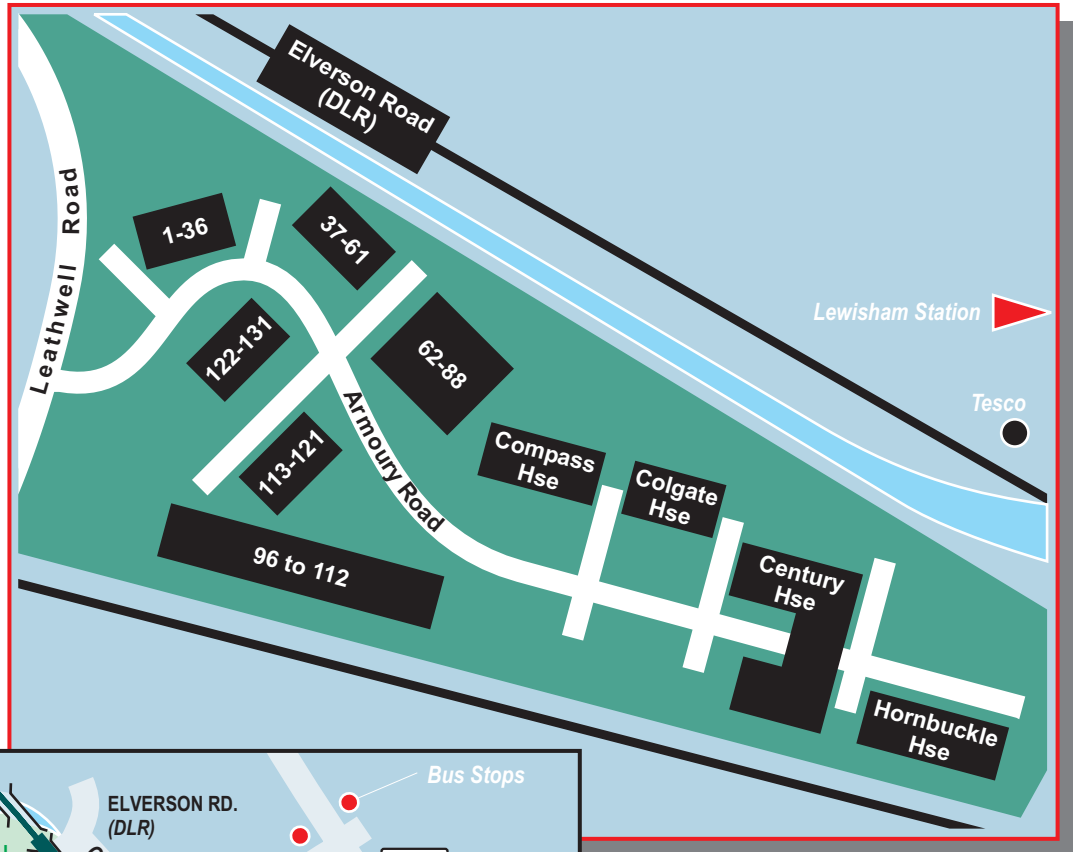 Elverson Road
(DLR)
Leathwell Road
1-36
37-61
122-131
62-88
Lewisham Station
Tesco
Armoury Road
113-121
Compass
Hse
Colgate
Hse
96 to 112
Century
Hse
Hornbuckle
Hse
Bus Stops
ELVERSON RD.
(DLR)